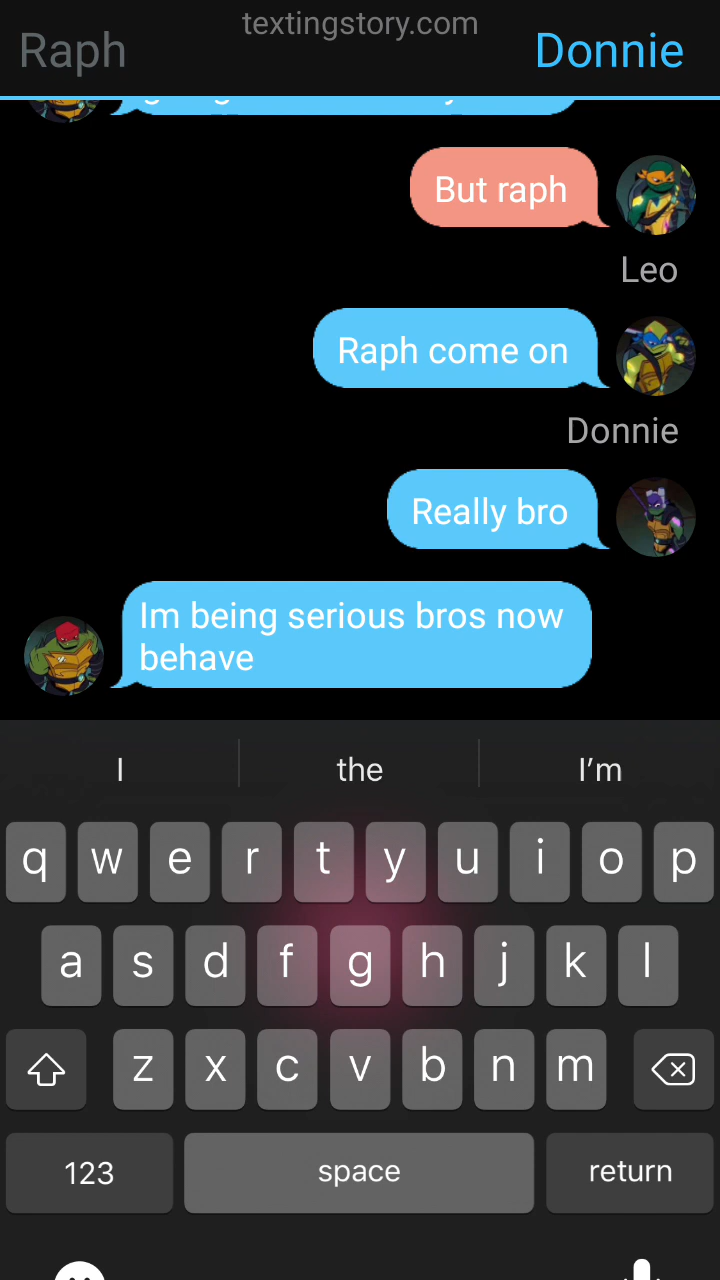 textingstory.com
Raph
Donnie
But raph
Leo
Raph come on
Donnie
Really bro
Im being serious bros now
behave
I
the
I’m
q w e r t y u i o p
a s d f g h j k l
z x c v b n m
123
space
return